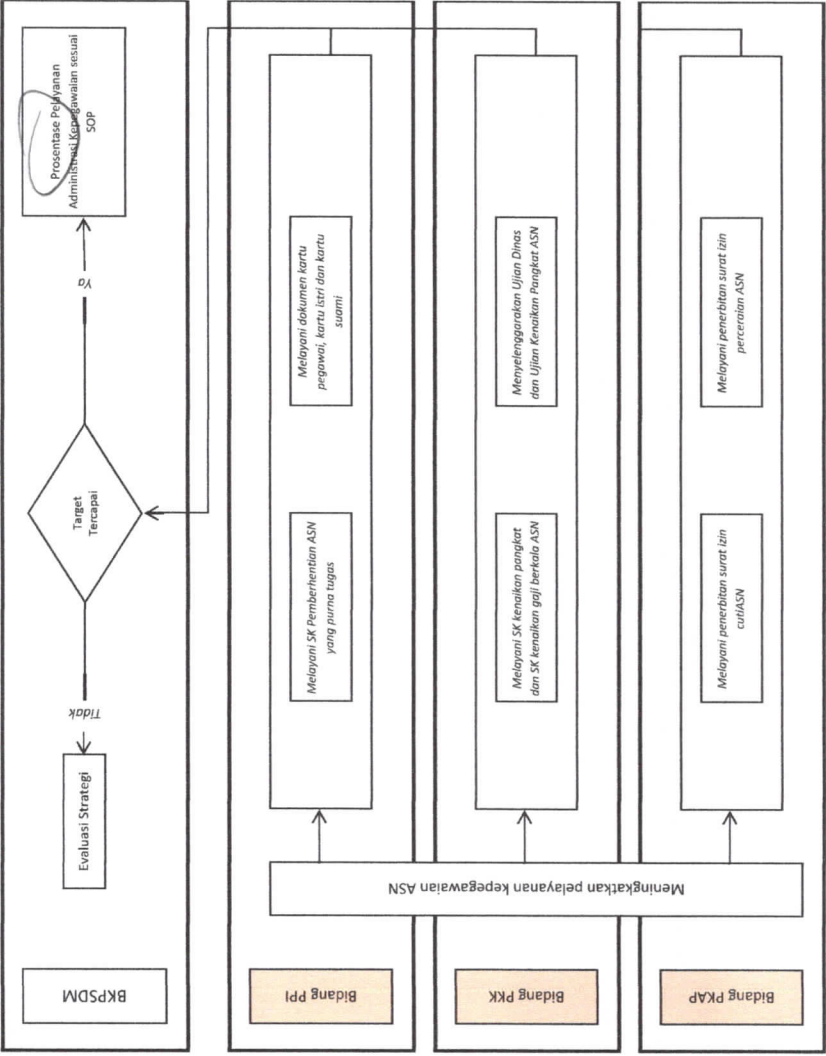 BKPSDM
Evaluasi Strategi
Tidak
Target
Tercapai
Ya
Prosentase Pelayanan
Administrasi Kepegawaian sesuai
SOP
Bidang PPI
Meningkatkan pelayanan kepegawaian ASN
Melayani SK Pemberhentian ASN
yang purna tugas
Melayani dokumen kartu
pegawai, kartu istri dan kartu
suami
Bidang PKK
Melayani SK kenaikan pangkat
dan SK kenaikan gaji berkala ASN
Menyelenggarakan Ujian Dinas
dan Ujian Kenaikan Pangkat ASN
Bidang PKAP
Melayani penerbitan surat izin
cutiASN
Melayani penerbitan surat izin
perceraian ASN